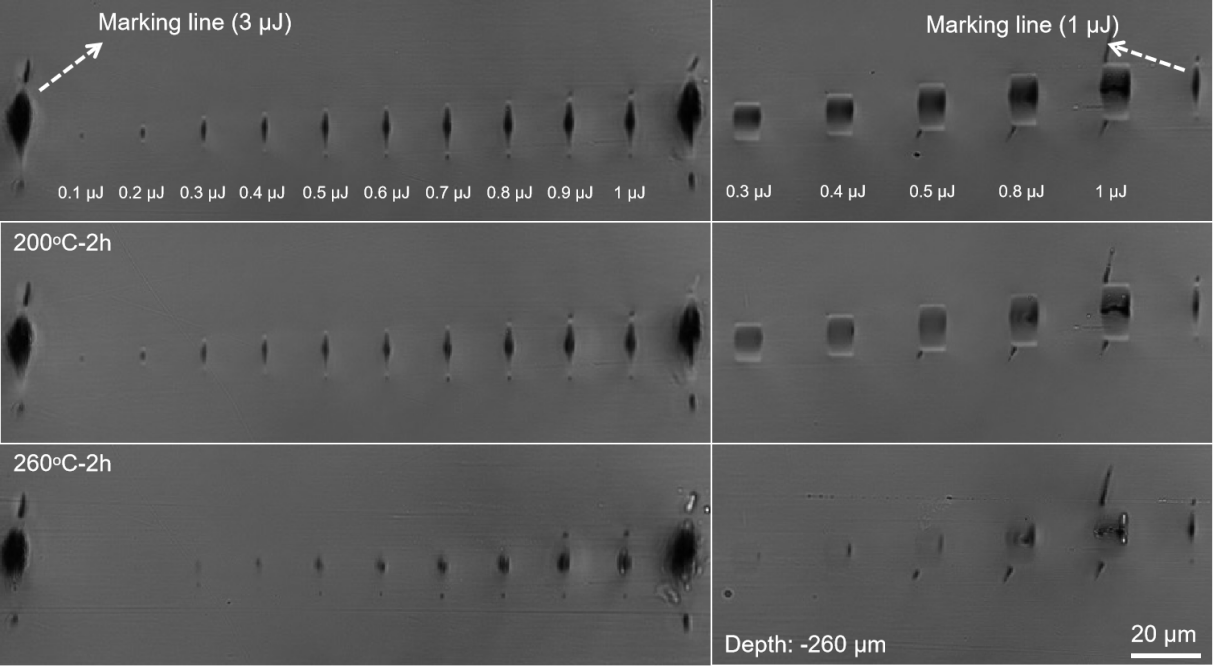 Marking line (3 µJ)
Marking line (1 µJ)
0.1 µJ 0.2 µJ 0.3 µJ 0.4 µJ 0.5 µJ 0.6 µJ 0.7 µJ 0.8 µJ 0.9 µJ 1 µJ
0.3 µJ 0.4 µJ 0.5 µJ 0.8 µJ 1 µJ
200°C-2h
260°C-2h
Depth: -260 µm
20 µm